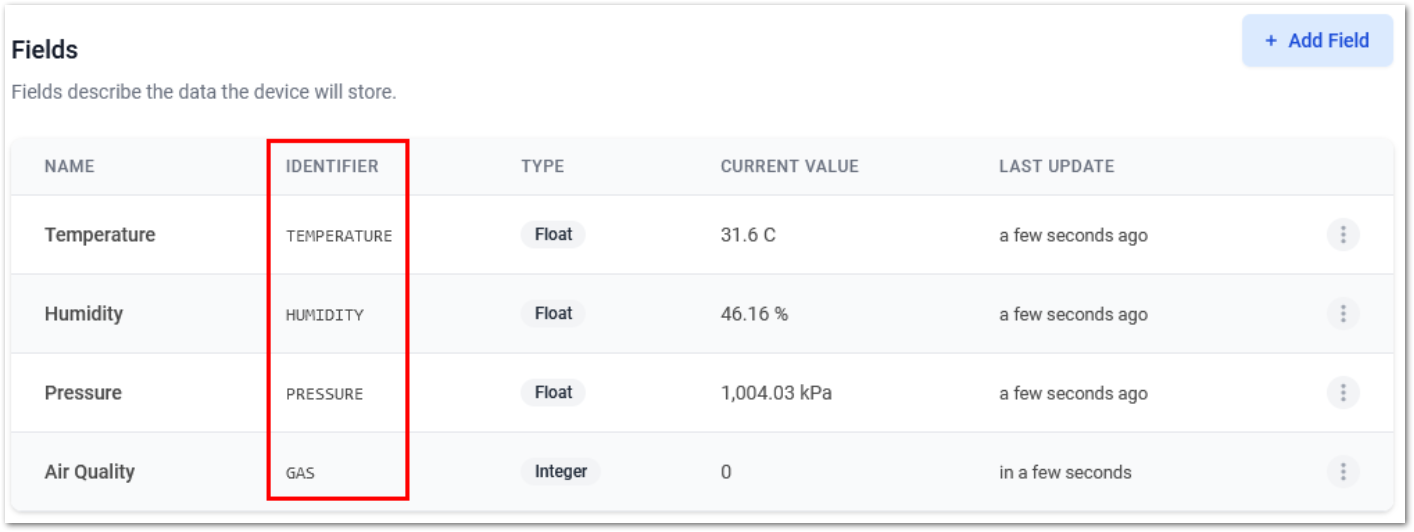 Fields
+ Add Field
Fields describe the data the device will store.
NAME IDENTIFIER TYPE CURRENT VALUE LAST UPDATE
Temperature TEMPERATURE Float 31.6 C a few seconds ago
Humidity HUMIDITY Float 46.16 % a few seconds ago
Pressure PRESSURE Float 1,004.03 kPa a few seconds ago
Air Quality GAS Integer 0 in a few seconds